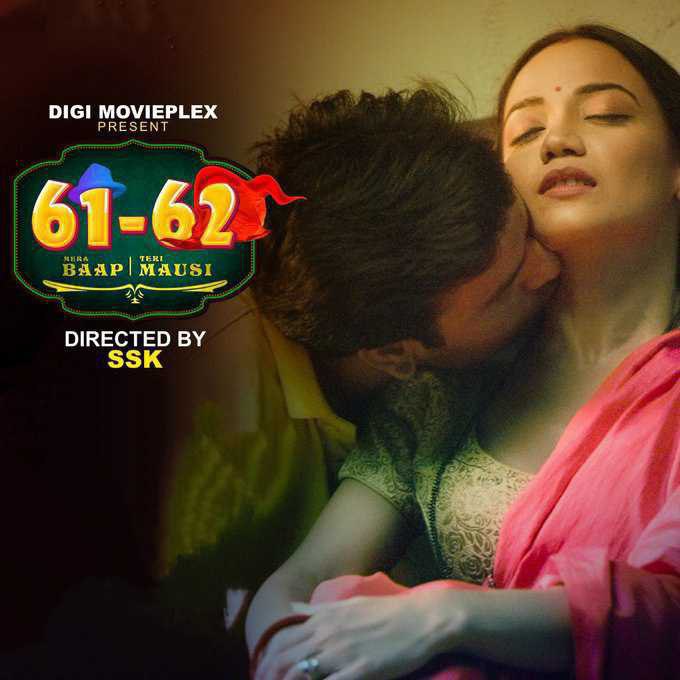 DIGI MOVIEPLEX
PRESENT
61-62
MERA BAAP | TERI MAUSI
DIRECTED BY
SSK